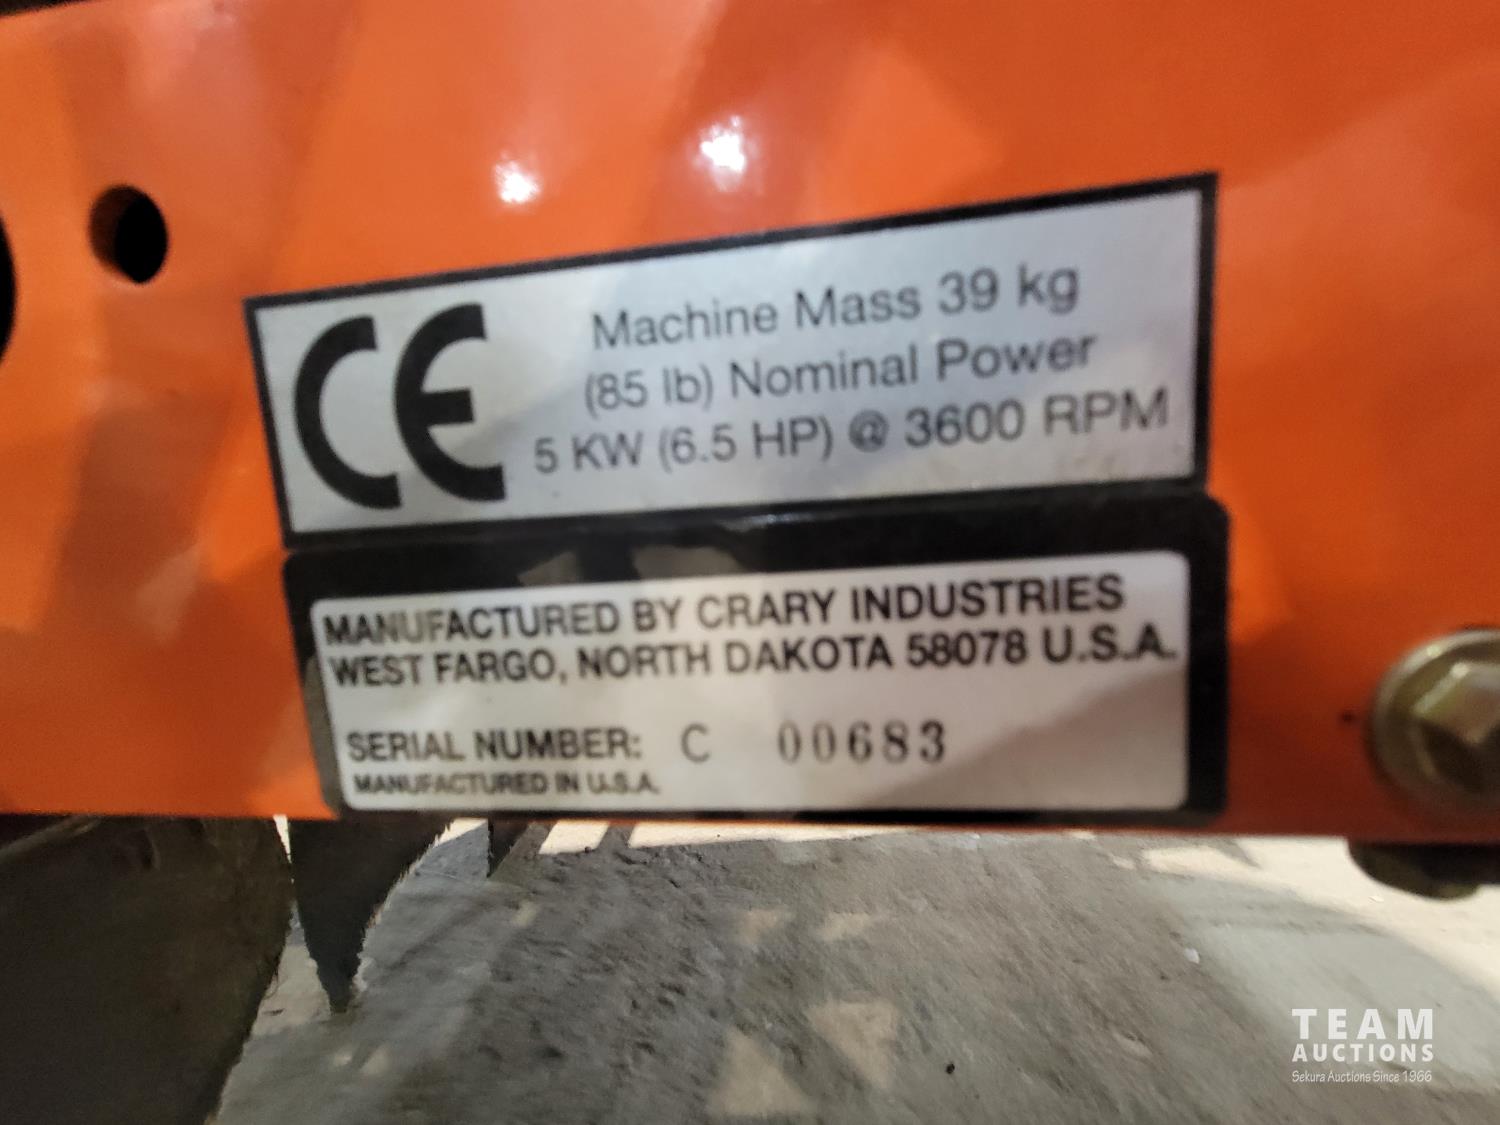 CE
Machine Mass 39 kg
(85 lb) Nominal Power
5 KW (6.5 HP) @ 3600 RPM
MANUFACTURED BY CRARY INDUSTRIES
WEST FARGO, NORTH DAKOTA 58078 U.S.A.
SERIAL NUMBER: C 00683
MANUFACTURED IN U.S.A.
TEAM
AUCTIONS
Sekura Auctions Since 1966